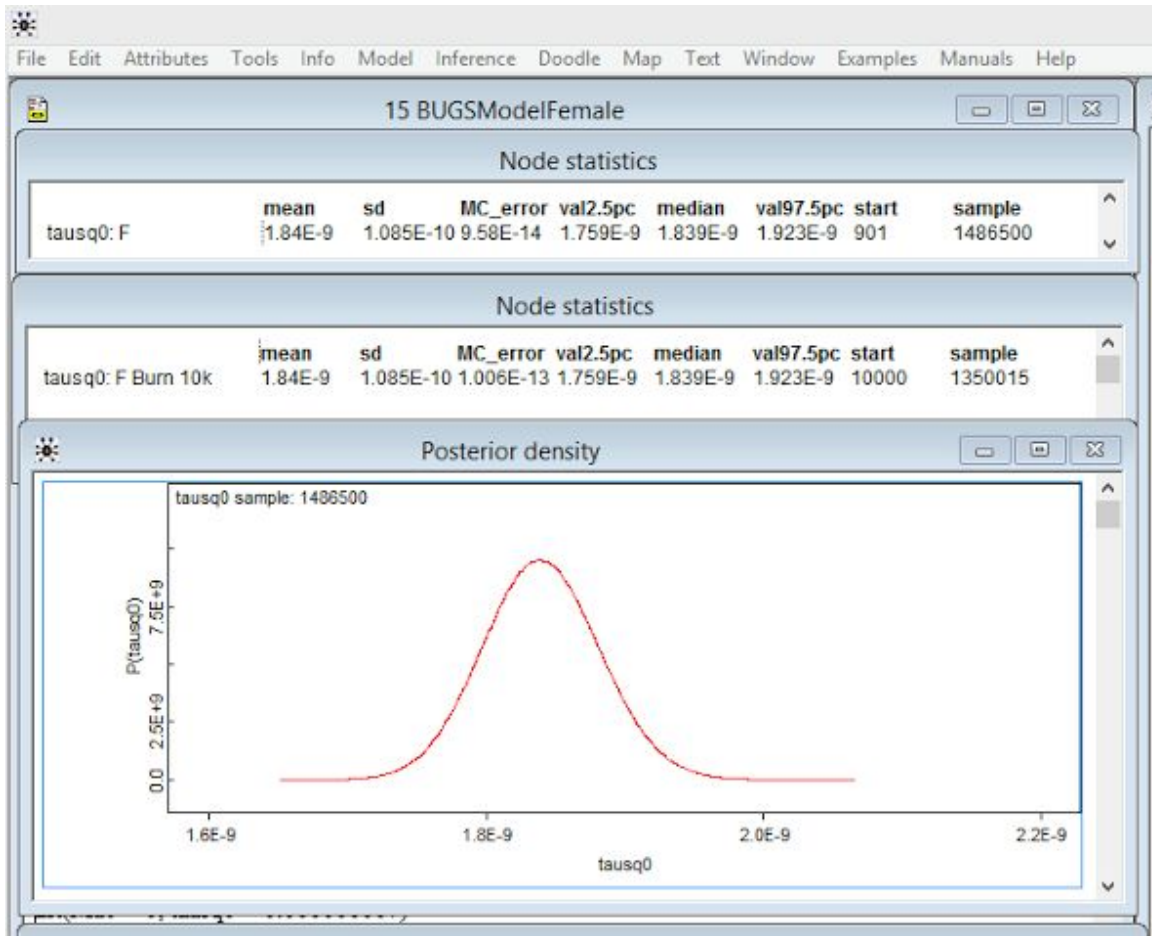 File Edit Attributes Tools Info Model Inference Doodle Map Text Window Examples Manuals Help
15 BUGSModelFemale
Node statistics
mean sd MC_error val2.5pc median val97.5pc start sample
tausq0: F 1.84E-9 1.085E-10 9.58E-14 1.759E-9 1.839E-9 1.923E-9 901 1486500
Node statistics
mean sd MC_error val2.5pc median val97.5pc start sample
tausq0: F Burn 10k 1.84E-9 1.085E-10 1.006E-13 1.759E-9 1.839E-9 1.923E-9 10000 1350015
Posterior density
tausq0 sample: 1486500
P(tausq0)
7.5E+9
2.5E+9
0.0
1.6E-9 1.8E-9 2.0E-9 2.2E-9
tausq0